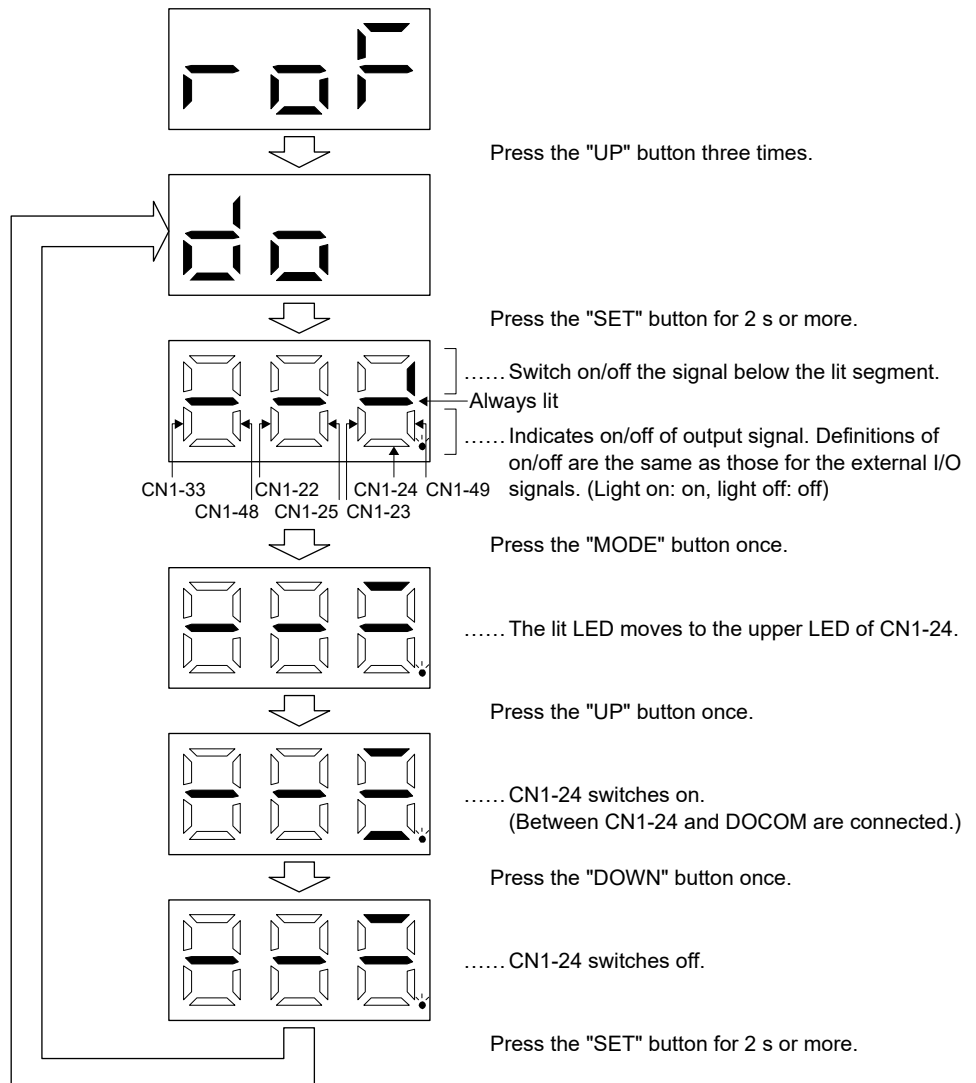 roF
Press the "UP" button three times.
do
Press the "SET" button for 2 s or more.
...... Switch on/off the signal below the lit segment.
Always lit
...... Indicates on/off of output signal. Definitions of
on/off are the same as those for the external I/O
signals. (Light on: on, light off: off)
CN1-33 CN1-22 CN1-24 CN1-49
CN1-48 CN1-25 CN1-23
Press the "MODE" button once.
...... The lit LED moves to the upper LED of CN1-24.
Press the "UP" button once.
...... CN1-24 switches on.
(Between CN1-24 and DOCOM are connected.)
Press the "DOWN" button once.
...... CN1-24 switches off.
Press the "SET" button for 2 s or more.